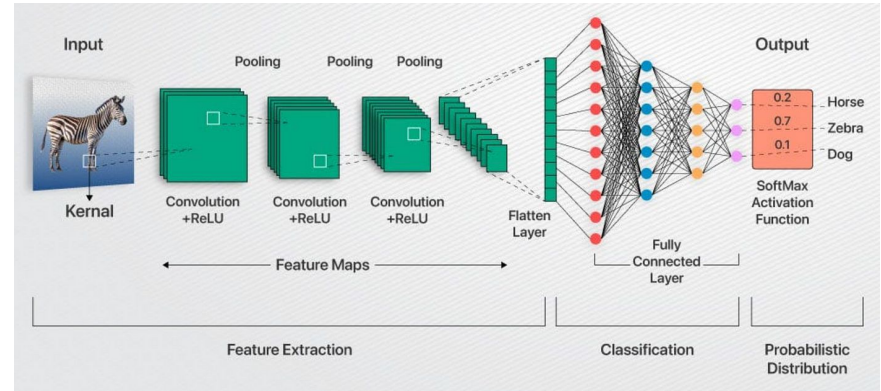 Input
Kernal
Pooling
Pooling
Pooling
Convolution
+ReLU
Convolution
+ReLU
Convolution
+ReLU
Flatten
Layer
Feature Maps
Fully
Connected
Layer
Output
0.2
Horse
0.7
Zebra
0.1
Dog
SoftMax
Activation
Function
Feature Extraction
Classification
Probabilistic
Distribution